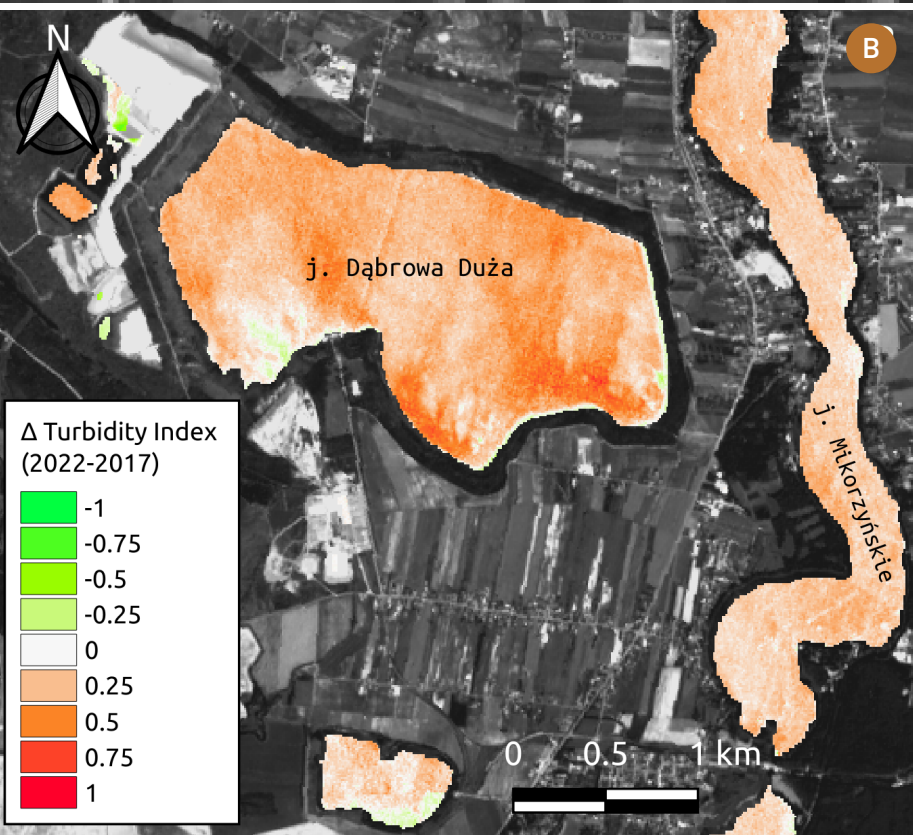 N
B
j. Dąbrowa Duża
j. Mikorzyńskie
Δ Turbidity Index
(2022-2017)
-1
-0.75
-0.5
-0.25
0
0.25
0.5
0.75
1
0 0.5 1 km